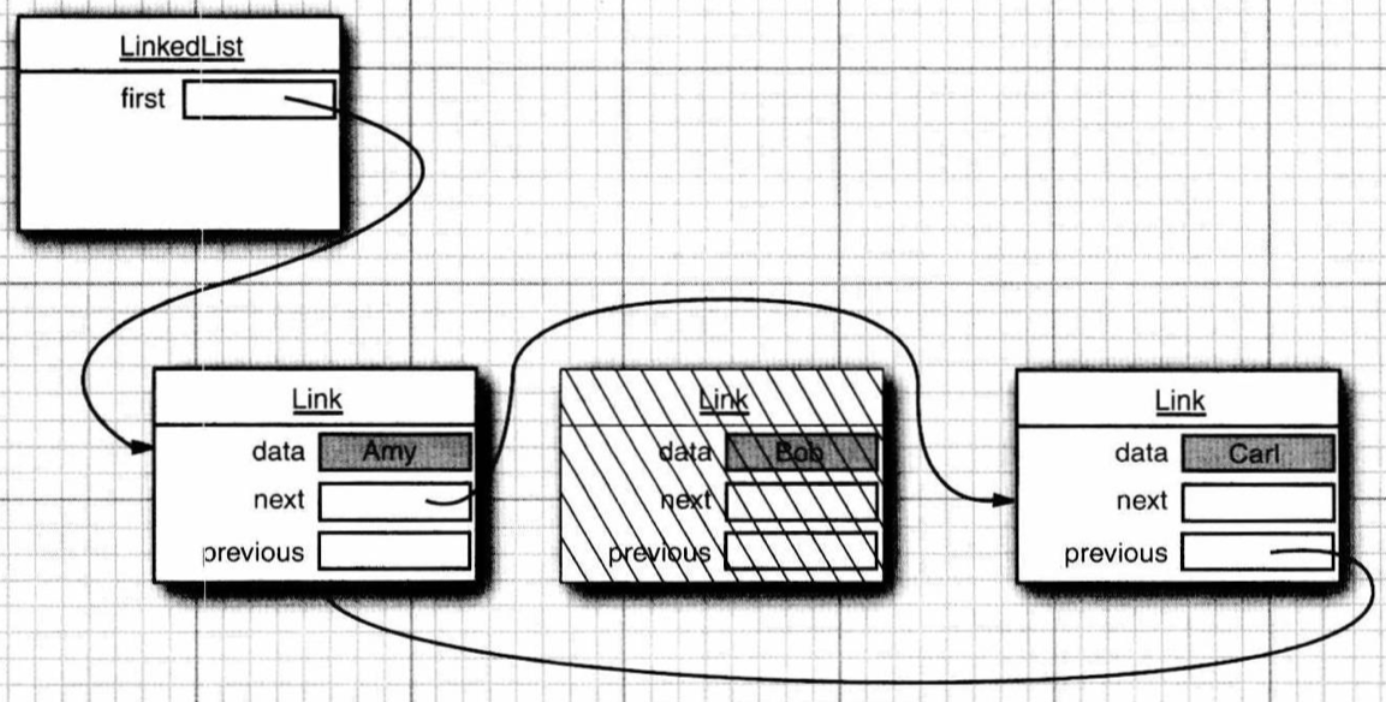 LinkedList
first
Link
data Amy
next
previous
Link
data Bob
next
previous
Link
data Carl
next
previous